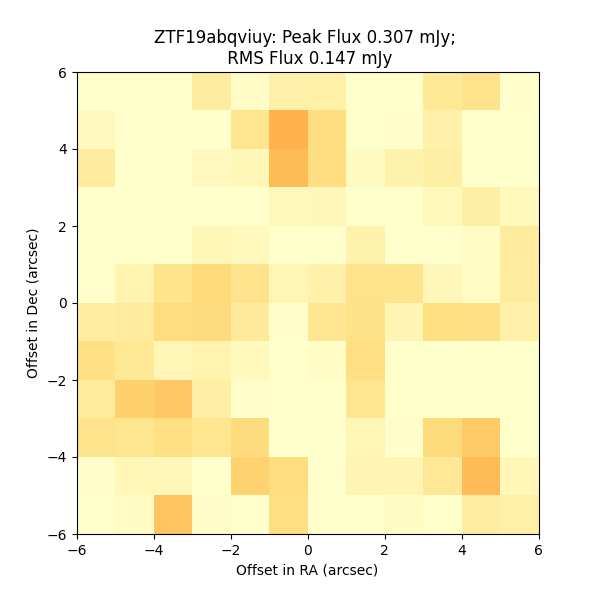 ZTF19abqviuy: Peak Flux 0.307 mJy;
RMS Flux 0.147 mJy
6
4
2
0
−2
−4
−6
Offset in Dec (arcsec)
−6 −4 −2 0 2 4 6
Offset in RA (arcsec)